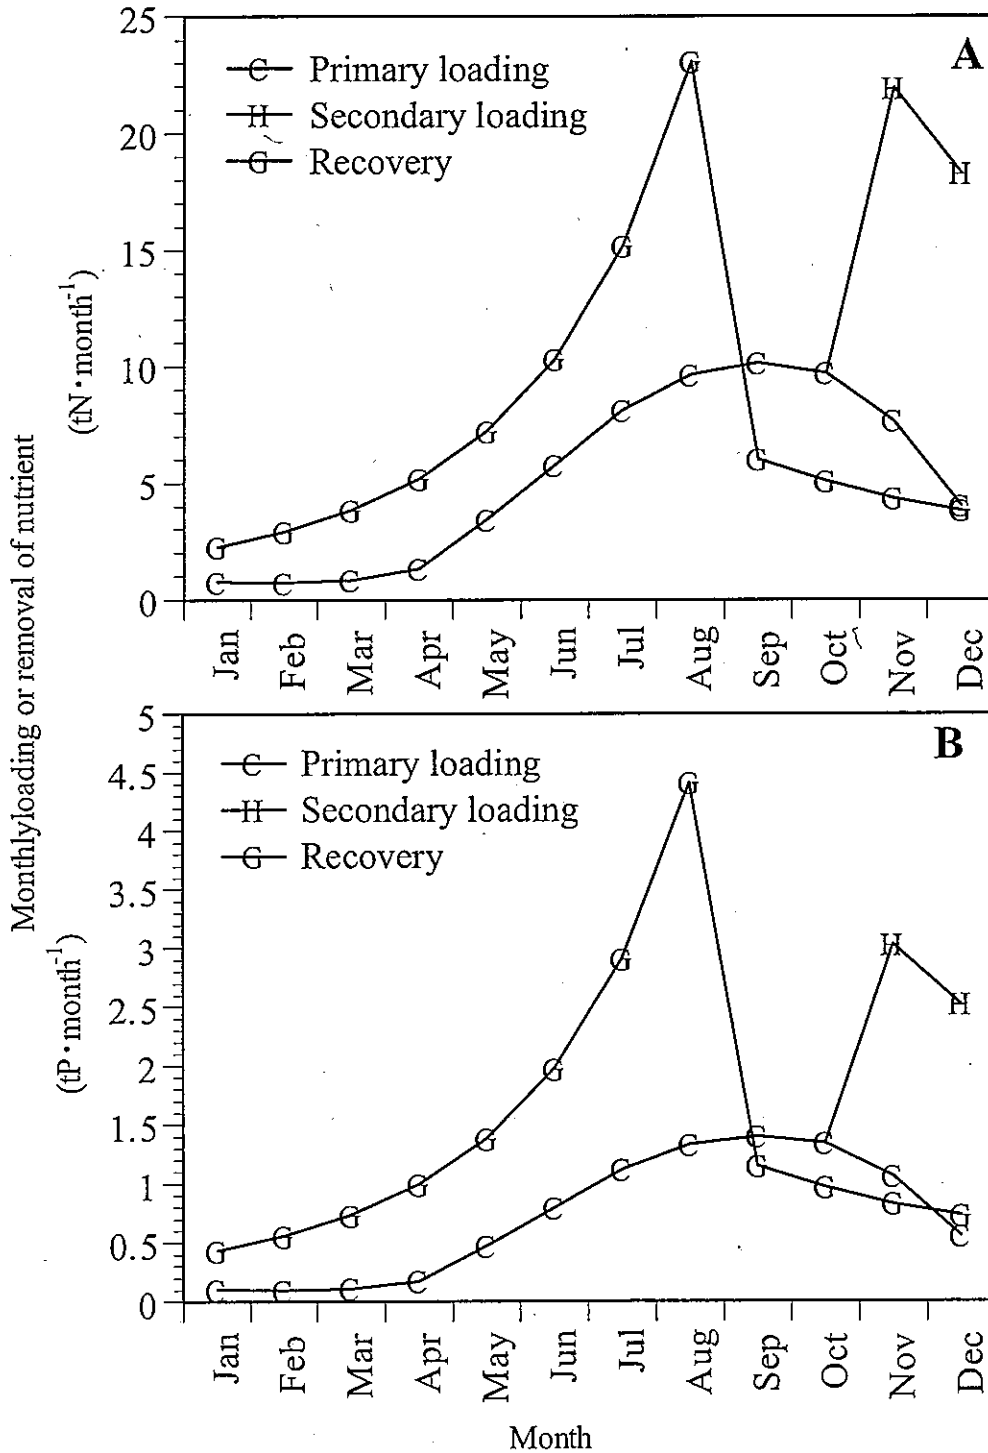 Monthlyloading or removal of nutrient
(tN·month⁻¹)
25
20
15
10
5
0
A
C Primary loading
H Secondary loading
G Recovery
G G G G G G G G G G G G
C C C C C C C C C C C C
H H
Jan Feb Mar Apr May Jun Jul Aug Sep Oct Nov Dec
(tP·month⁻¹)
5
4.5
4
3.5
3
2.5
2
1.5
1
0.5
0
B
C Primary loading
H Secondary loading
G Recovery
G G G G G G G G G G G G
C C C C C C C C C C C C
H H
Jan Feb Mar Apr May Jun Jul Aug Sep Oct Nov Dec
Month